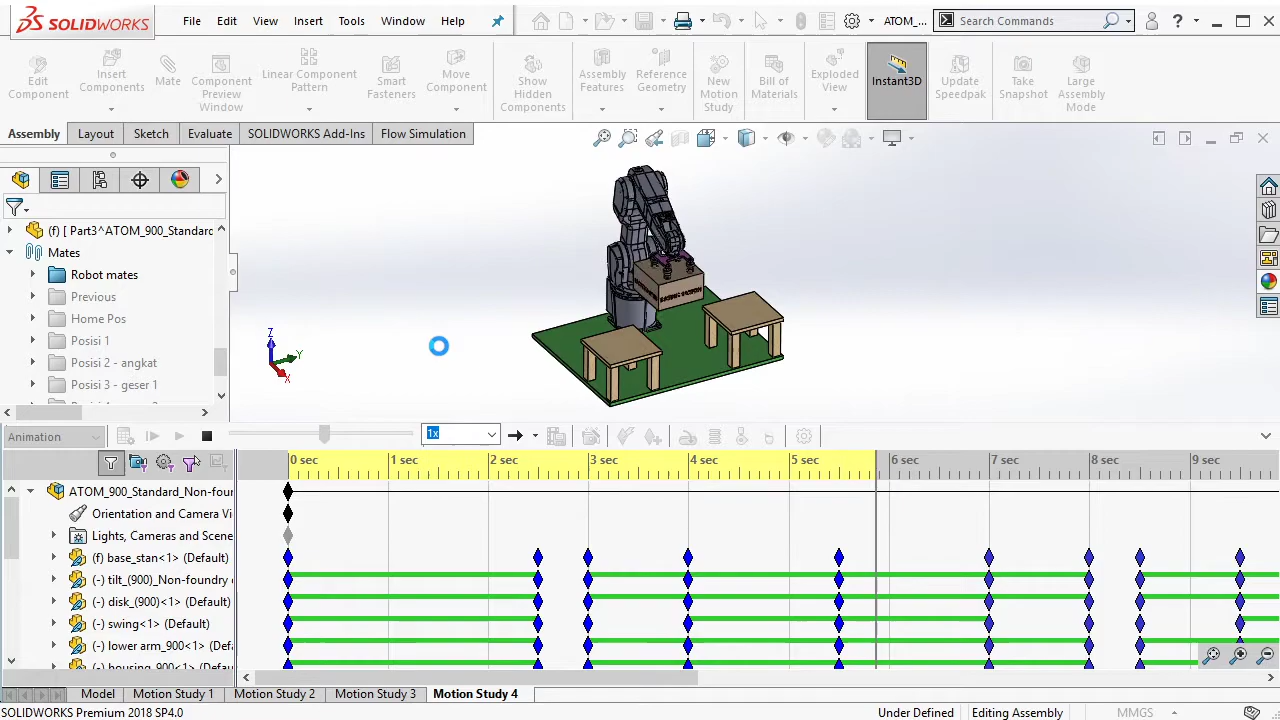 SOLIDWORKS
File Edit View Insert Tools Window Help
ATOM_...
Search Commands
Edit Component
Insert Components
Mate
Component Preview Window
Linear Component Pattern
Smart Fasteners
Move Component
Show Hidden Components
Assembly Features
Reference Geometry
New Motion Study
Bill of Materials
Exploded View
Instant3D
Update Speedpak
Take Snapshot
Large Assembly Mode
Assembly Layout Sketch Evaluate SOLIDWORKS Add-Ins Flow Simulation
(f) [ Part3^ATOM_900_Standard
Mates
Robot mates
Previous
Home Pos
Posisi 1
Posisi 2 - angkat
Posisi 3 - geser 1
Z
Y
X
Animation
1x
0 sec 1 sec 2 sec 3 sec 4 sec 5 sec 6 sec 7 sec 8 sec 9 sec
ATOM_900_Standard_Non-foun
Orientation and Camera Vi
Lights, Cameras and Scene
(f) base_stan<1> (Default)
(-) tilt_(900)_Non-foundry
(-) disk_(900)<1> (Default)
(-) swing<1> (Default)
(-) lower arm_900<1> (Defa
(-) housing_900<1> (Defaul
Model Motion Study 1 Motion Study 2 Motion Study 3 Motion Study 4
SOLIDWORKS Premium 2018 SP4.0
Under Defined Editing Assembly MMGS